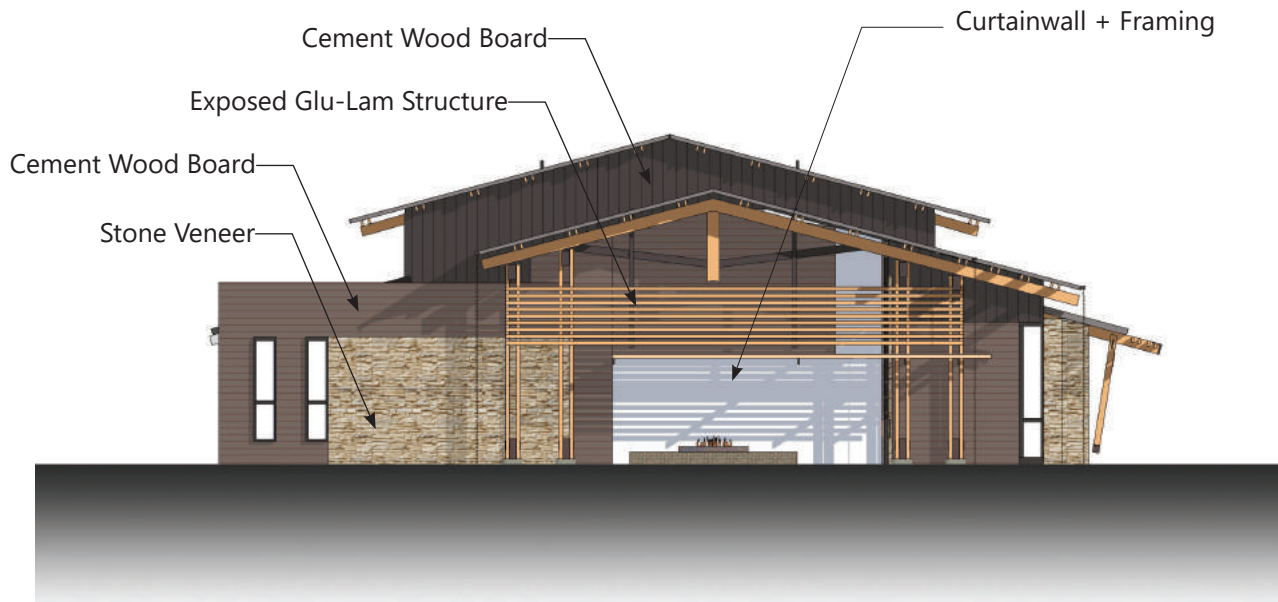 Curtainwall + Framing
Cement Wood Board
Exposed Glu-Lam Structure
Cement Wood Board
Stone Veneer